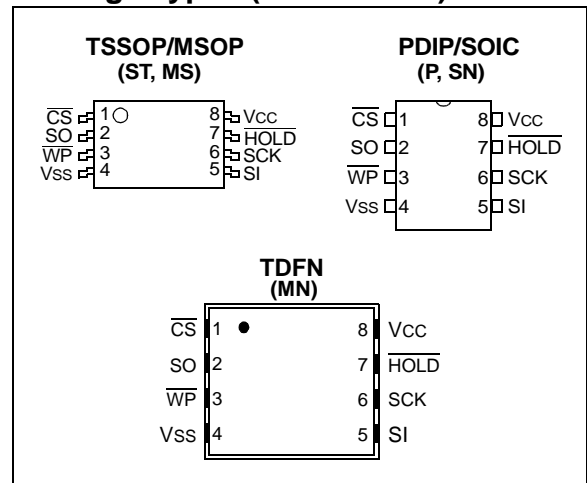 TSSOP/MSOP
(ST, MS)
CS 1 8 Vcc
SO 2 7 HOLD
WP 3 6 SCK
Vss 4 5 SI
PDIP/SOIC
(P, SN)
CS 1 8 Vcc
SO 2 7 HOLD
WP 3 6 SCK
Vss 4 5 SI
TDFN
(MN)
CS 1 8 Vcc
SO 2 7 HOLD
WP 3 6 SCK
Vss 4 5 SI